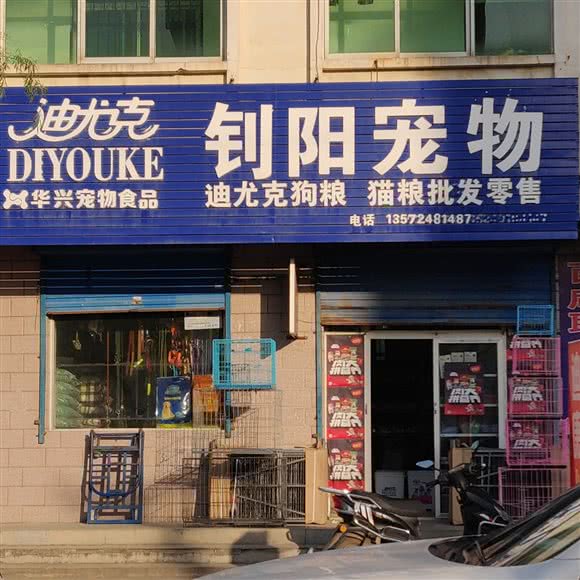 迪尤克
DIYOUKE
华兴宠物食品
钊阳宠物
迪尤克狗粮 猫粮批发零售
电话 13572481487